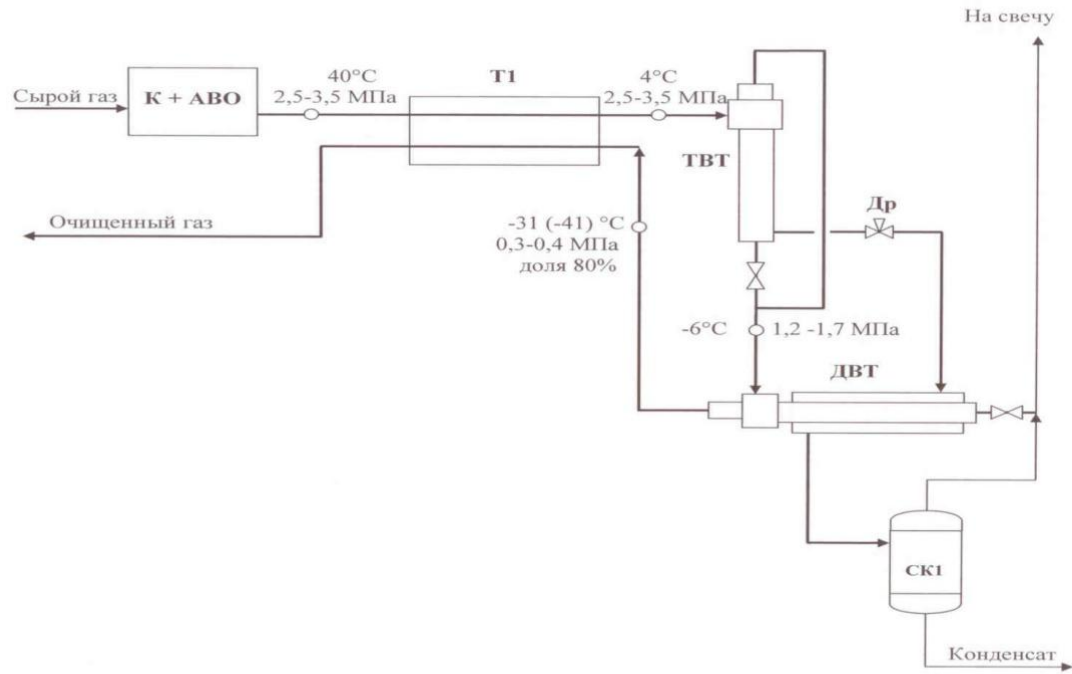 На свечу
40°С
Т1
4°С
Сырой газ
К + АВО
2,5-3,5 МПа
2,5-3,5 МПа
ТВТ
Очищенный газ
-31 (-41) °С
Др
0,3-0,4 МПа
доля 80%
-6°С
1,2 -1,7 МПа
ДВТ
СК1
Конденсат